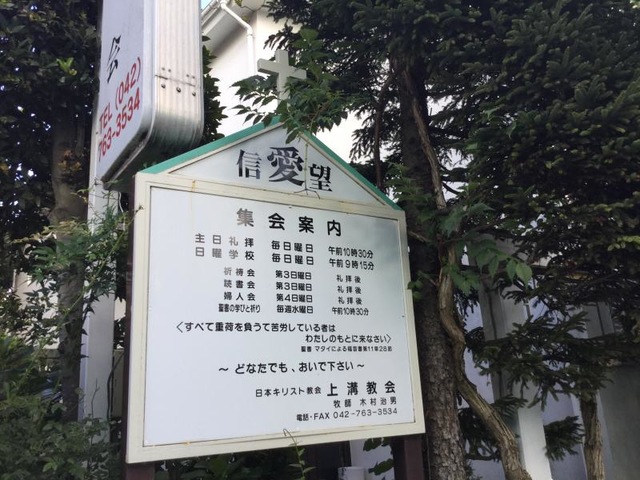 会
TEL (042)
763-3534
信愛望
集会案内
主日礼拝 毎日曜日 午前10時30分
日曜学校 毎日曜日 午前9時15分
祈祷会 第3日曜日 礼拝後
読書会 第3日曜日 礼拝後
婦人会 第4日曜日 礼拝後
聖書の学びと祈り 毎週水曜日 午前10時30分
〈すべて重荷を負うて苦労している者は
わたしのもとに来なさい〉
聖書 マタイによる福音書第11章28節
～ どなたでも、おいで下さい ～
日本キリスト教会 上溝教会
牧師 木村治男
電話・FAX 042-763-3534